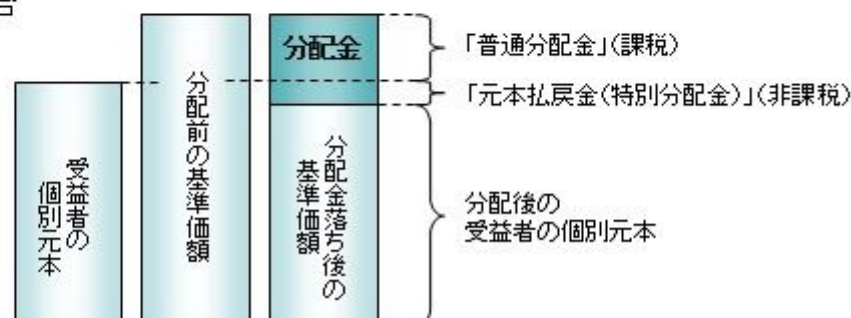 受益者の
個別元本
分配前の基準価額
分配金
分配金落ち後の
基準価額
「普通分配金」(課税)
「元本払戻金(特別分配金)」(非課税)
分配後の
受益者の個別元本